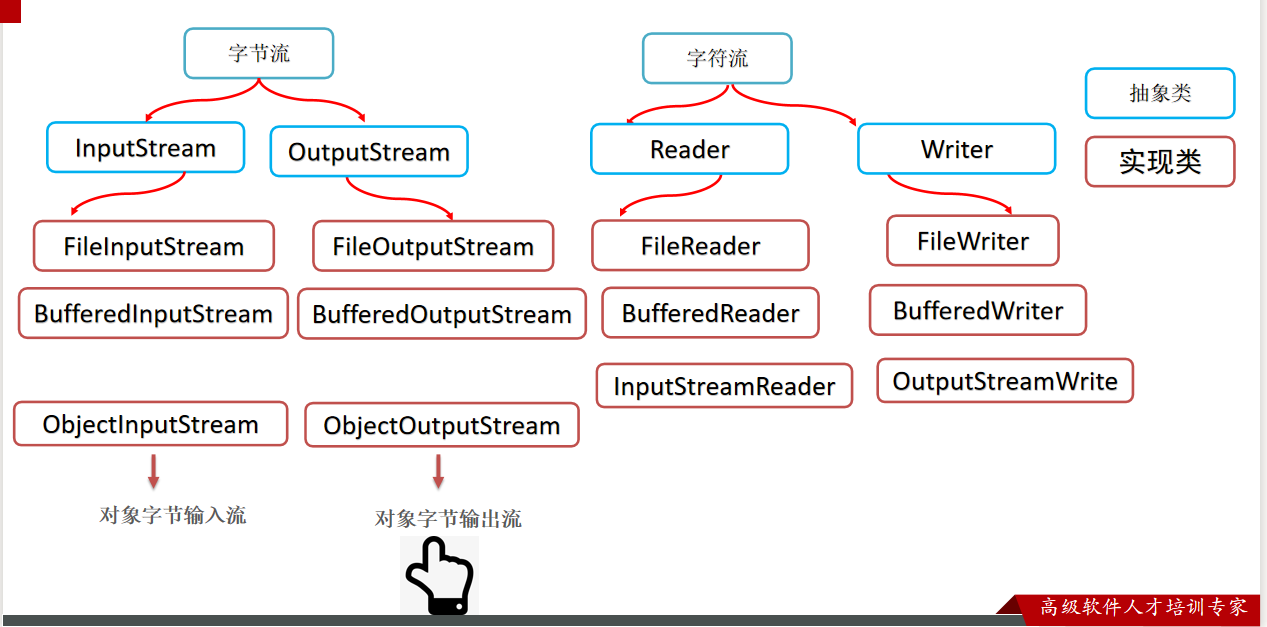 字节流
字符流
抽象类
InputStream
OutputStream
Reader
Writer
实现类
FileInputStream
FileOutputStream
FileReader
FileWriter
BufferedInputStream
BufferedOutputStream
BufferedReader
BufferedWriter
InputStreamReader
OutputStreamWrite
ObjectInputStream
ObjectOutputStream
对象字节输入流
对象字节输出流
高级软件人才培训专家